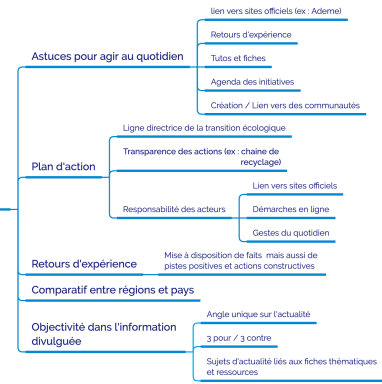 lien vers sites officiels (ex : Ademe)
Retours d'expérience
Astuces pour agir au quotidien
Tutos et fiches
Agenda des initiatives
Création / Lien vers des communautés
Ligne directrice de la transition écologique
Transparence des actions (ex : chaine de
recyclage)
Plan d'action
Lien vers sites officiels
Responsabilité des acteurs
Démarches en ligne
Gestes du quotidien
Retours d'expérience
Mise à disposition de faits mais aussi de
pistes positives et actions constructives
Comparatif entre régions et pays
Angle unique sur l'actualité
Objectivité dans l'information
divulguée
3 pour / 3 contre
Sujets d'actualité liés aux fiches thématiques
et ressources